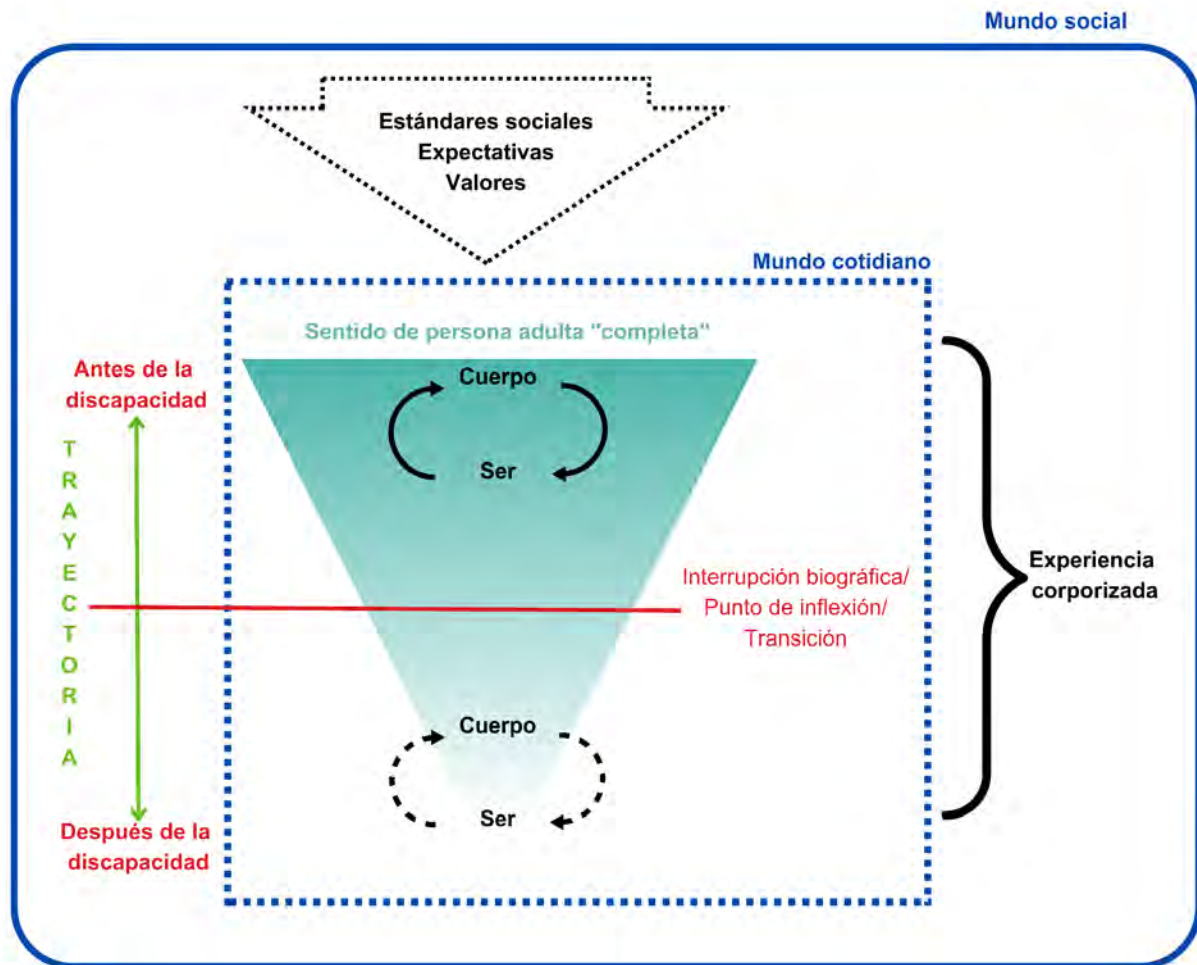 Mundo social
Estándares sociales
Expectativas
Valores
Mundo cotidiano
Sentido de persona adulta "completa"
Antes de la
discapacidad
Cuerpo
Ser
TRAYECTORIA
Interrupción biográfica/
Punto de inflexión/
Transición
Experiencia
corporizada
Cuerpo
Ser
Después de la
discapacidad